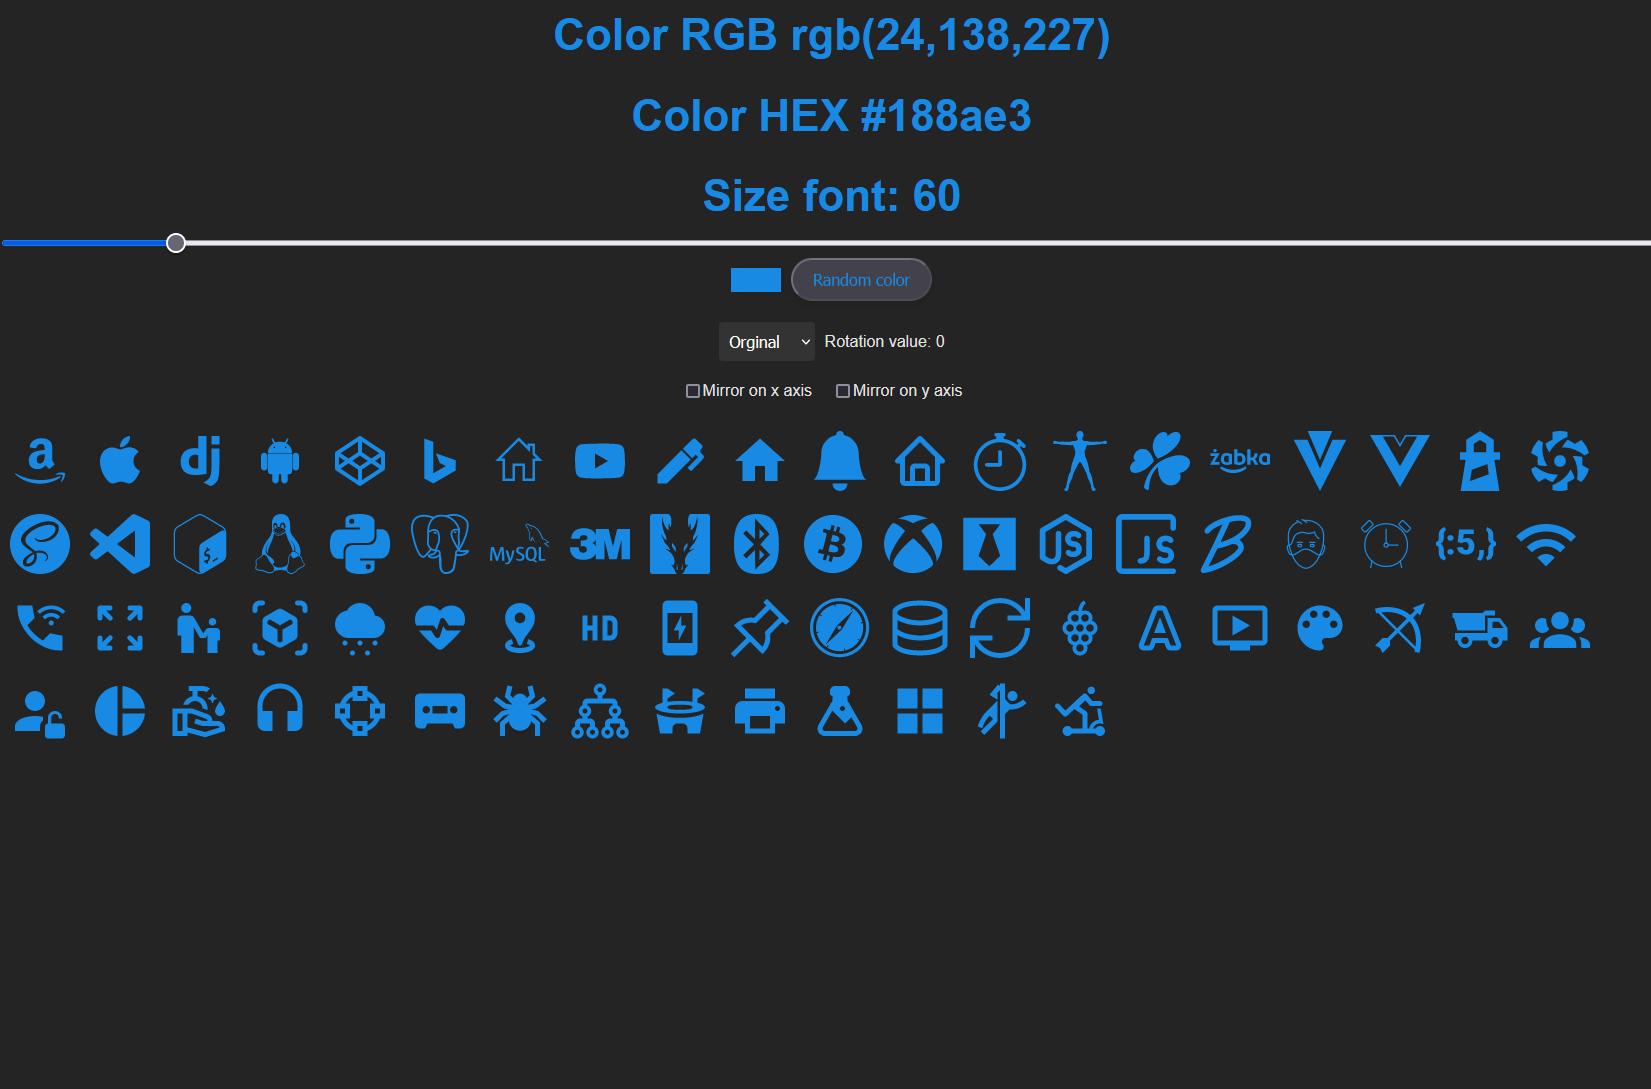 Color RGB rgb(24,138,227)
Color HEX #188ae3
Size font: 60
Random color
Orginal Rotation value: 0
Mirror on x axis Mirror on y axis
a dj żabka
$_ MySQL 3M JS JS B {:5,}
HD A